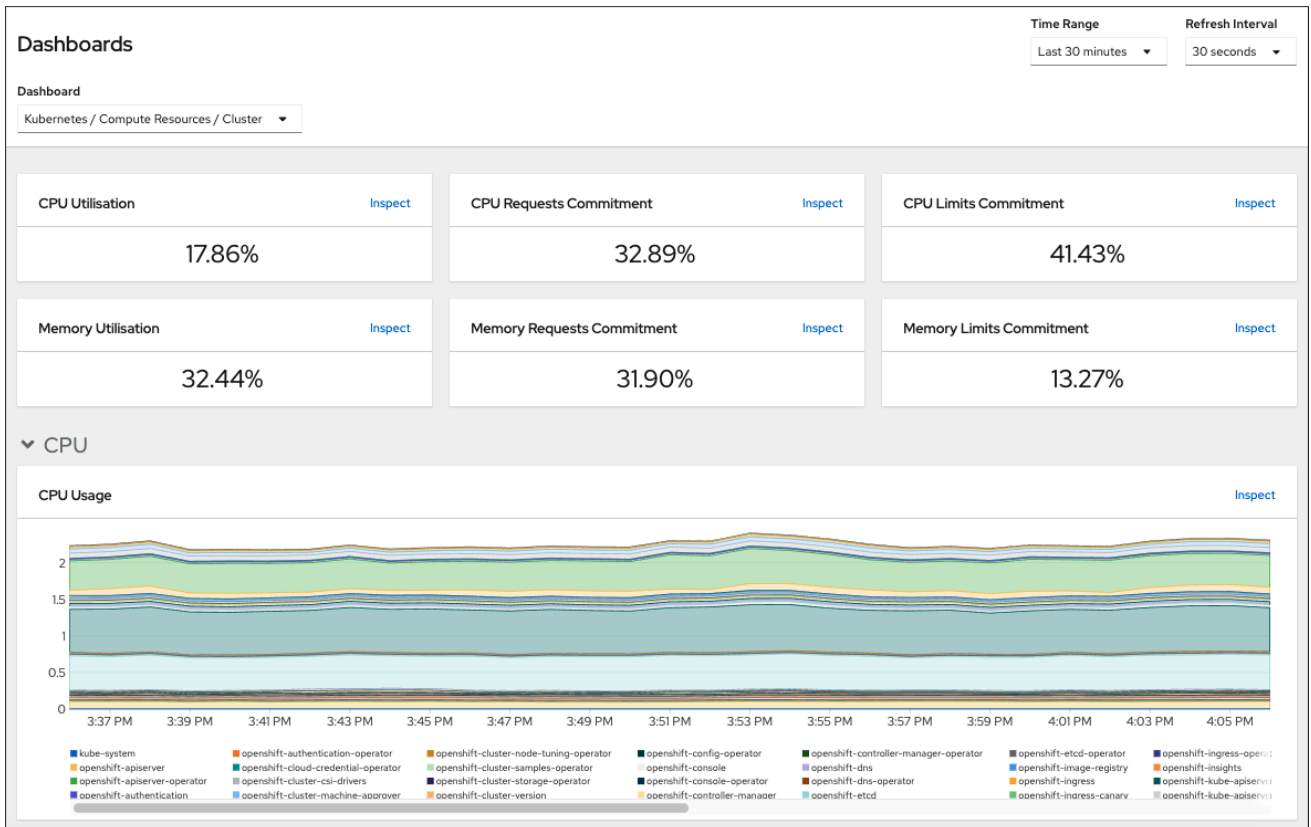 Dashboards
Time Range
Refresh Interval
Last 30 minutes
30 seconds
Dashboard
Kubernetes / Compute Resources / Cluster
CPU Utilisation Inspect
17.86%
CPU Requests Commitment Inspect
32.89%
CPU Limits Commitment Inspect
41.43%
Memory Utilisation Inspect
32.44%
Memory Requests Commitment Inspect
31.90%
Memory Limits Commitment Inspect
13.27%
CPU
CPU Usage Inspect
2
1.5
1
0.5
0
3:37 PM 3:39 PM 3:41 PM 3:43 PM 3:45 PM 3:47 PM 3:49 PM 3:51 PM 3:53 PM 3:55 PM 3:57 PM 3:59 PM 4:01 PM 4:03 PM 4:05 PM
kube-system openshift-authentication-operator openshift-cluster-node-tuning-operator openshift-config-operator openshift-controller-manager-operator openshift-etcd-operator openshift-ingress-opera
openshift-apiserver openshift-cloud-credential-operator openshift-cluster-samples-operator openshift-console openshift-dns openshift-image-registry openshift-insights
openshift-apiserver-operator openshift-cluster-csi-drivers openshift-cluster-storage-operator openshift-console-operator openshift-dns-operator openshift-ingress openshift-kube-apiserv
openshift-authentication openshift-cluster-machine-approver openshift-cluster-version openshift-controller-manager openshift-etcd openshift-ingress-canary openshift-kube-apiserv